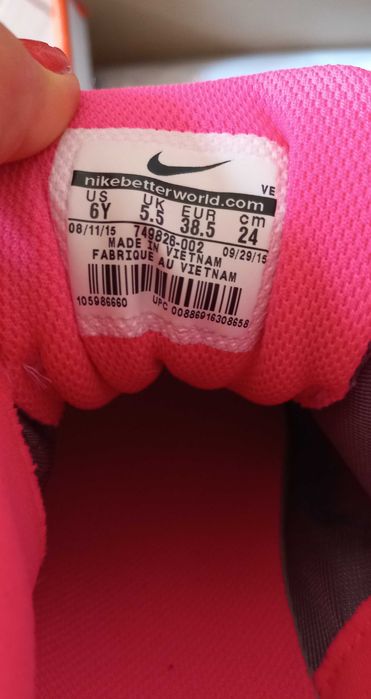 nikebetterworld.com
VE
US UK EUR cm
6Y 5.5 38.5 24
08/11/15 749826-002 09/29/15
MADE IN VIETNAM
FABRIQUE AU VIETNAM
105986660 UPC 00886916308658